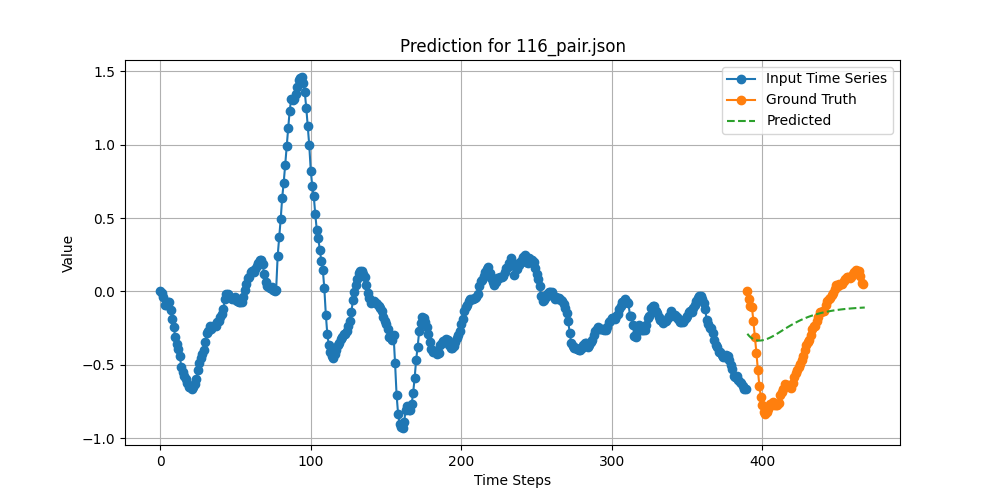 Prediction for 116_pair.json
Input Time Series
Ground Truth
Predicted
Value
1.5
1.0
0.5
0.0
−0.5
−1.0
0 100 200 300 400
Time Steps